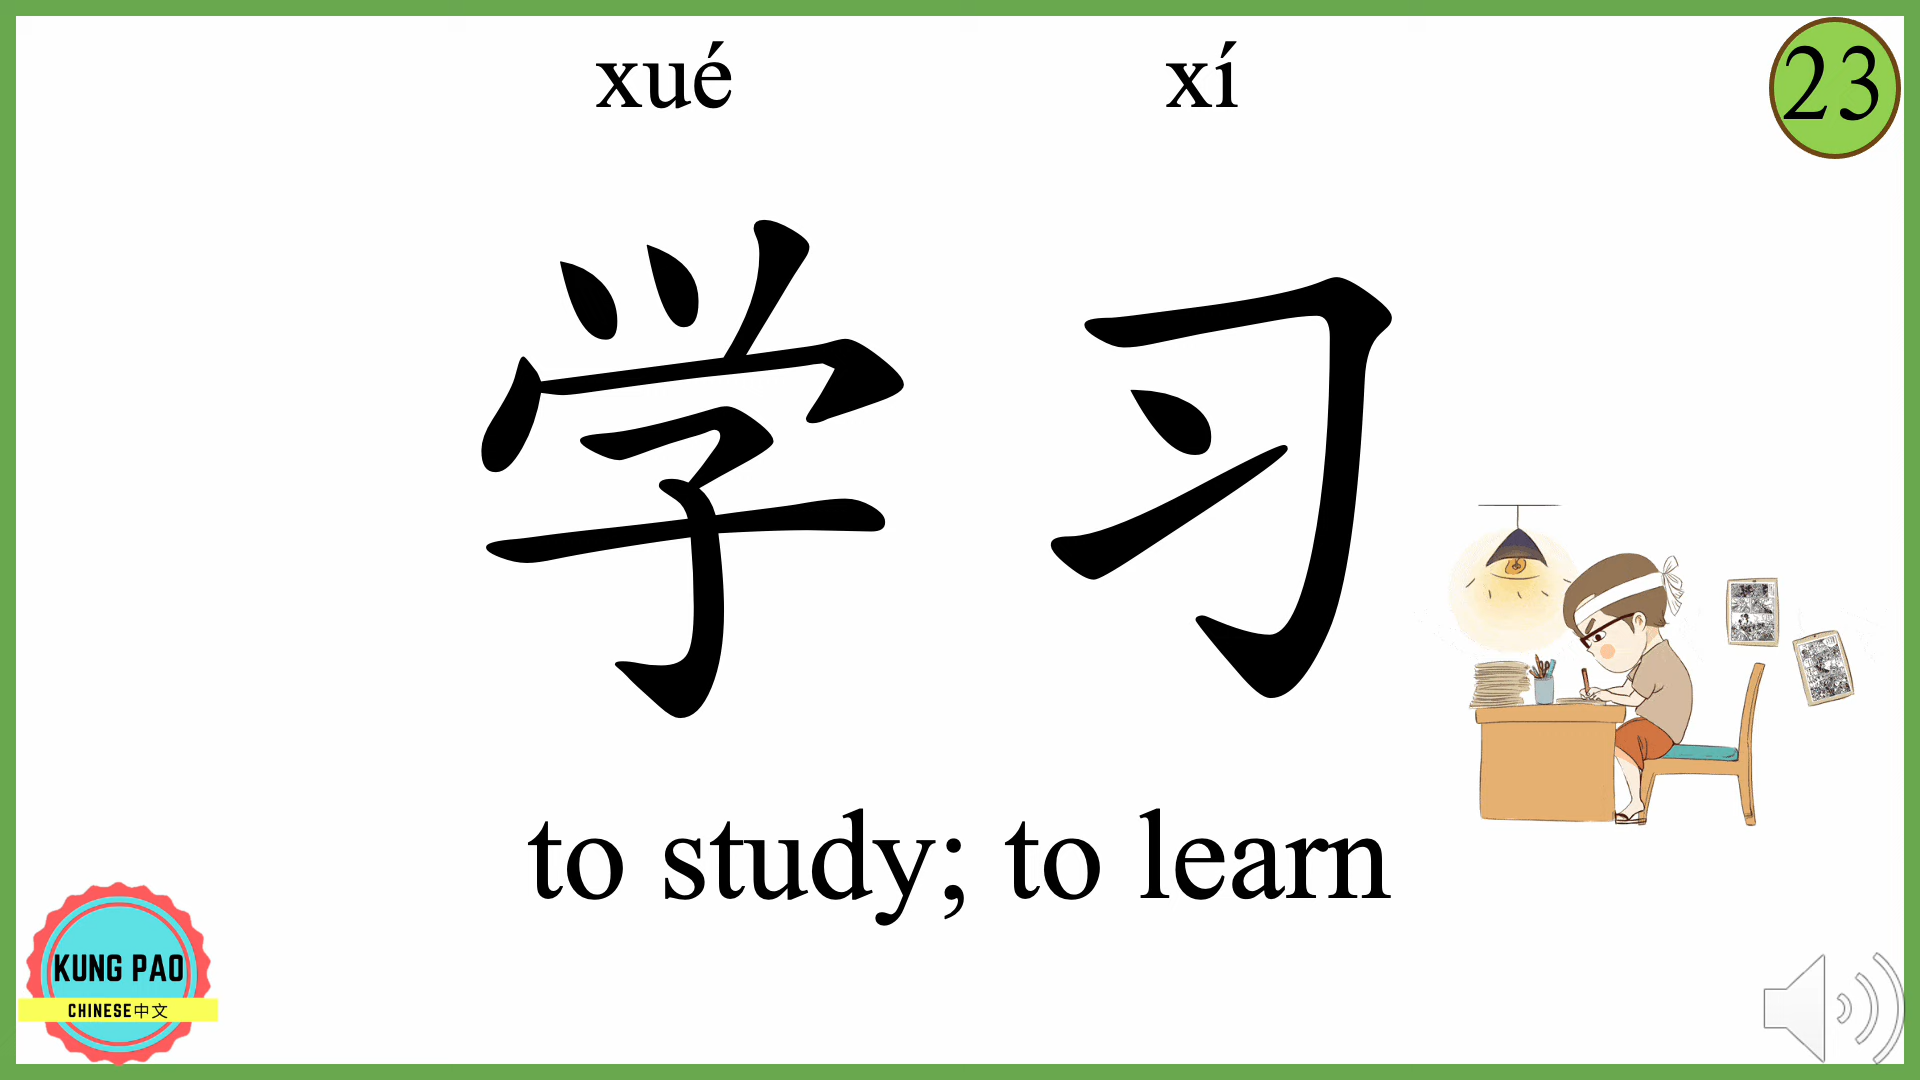 xué xí
23
学习
to study; to learn
KUNG PAO
CHINESE中文